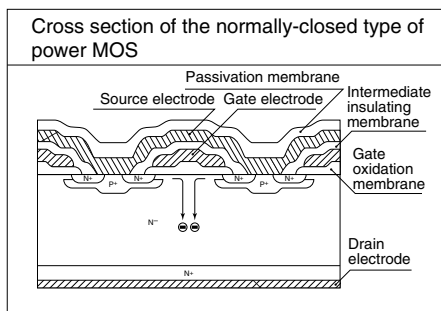 Cross section of the normally-closed type of
power MOS
Passivation membrane
Source electrode
Gate electrode
Intermediate
insulating
membrane
Gate
oxidation
membrane
N+
N+
N+
N+
P+
P+
N−
Drain
electrode
N+